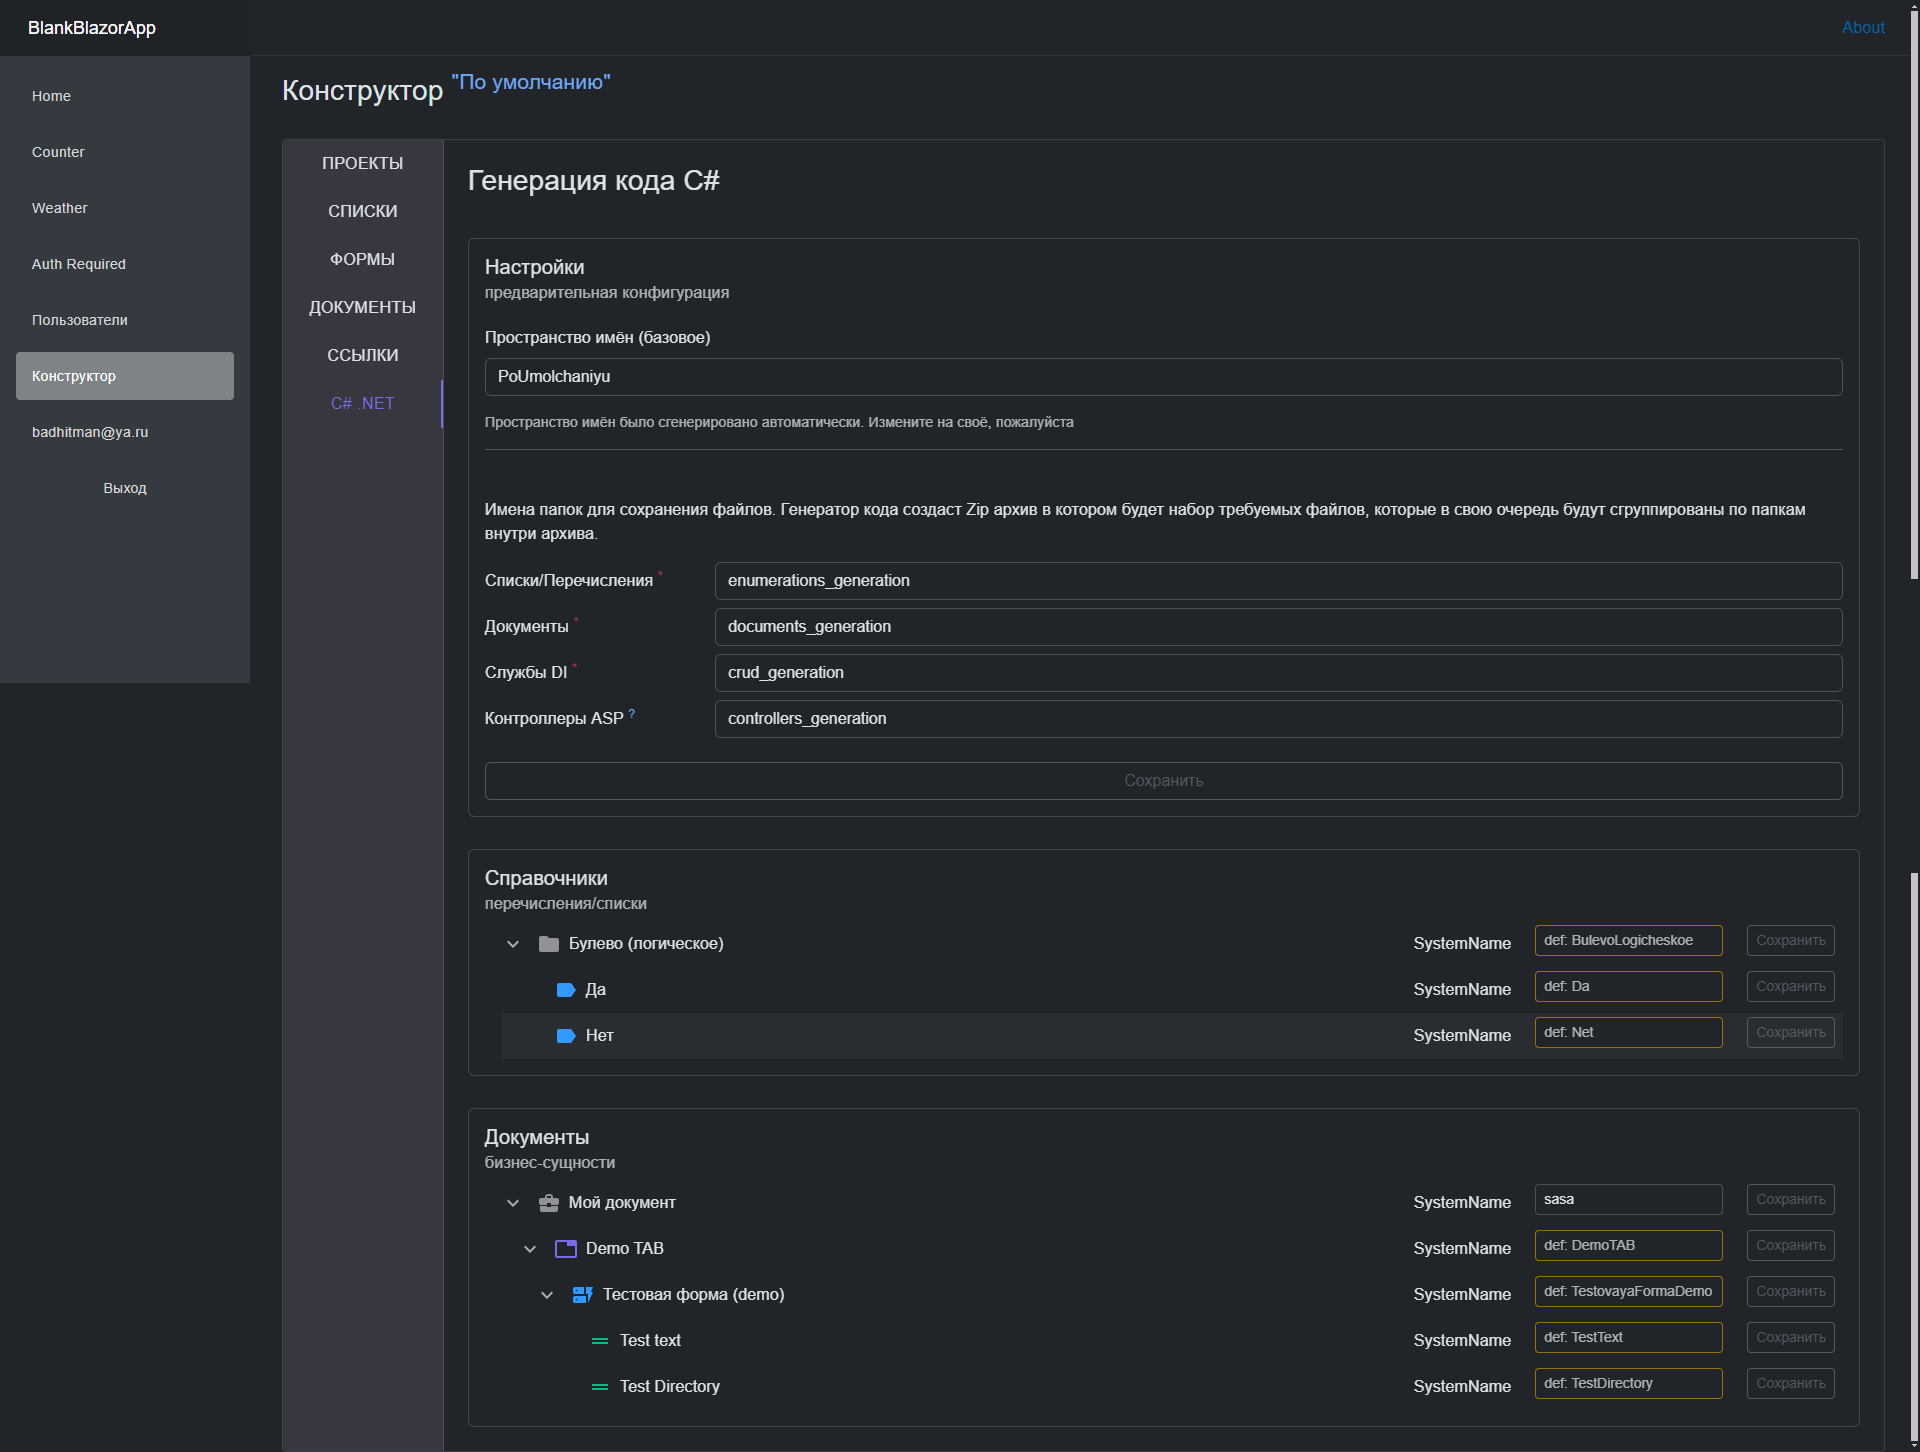 BlankBlazorApp
About
Home
Counter
Weather
Auth Required
Пользователи
Конструктор
badhitman@ya.ru
Выход
Конструктор "По умолчанию"
ПРОЕКТЫ
СПИСКИ
ФОРМЫ
ДОКУМЕНТЫ
ССЫЛКИ
C# .NET
Генерация кода C#
Настройки
предварительная конфигурация
Пространство имён (базовое)
PoUmolchaniyu
Пространство имён было сгенерировано автоматически. Измените на своё, пожалуйста
Имена папок для сохранения файлов. Генератор кода создаст Zip архив в котором будет набор требуемых файлов, которые в свою очередь будут сгруппированы по папкам
внутри архива.
Списки/Перечисления * enumerations_generation
Документы * documents_generation
Службы DI * crud_generation
Контроллеры ASP ? controllers_generation
Сохранить
Справочники
перечисления/списки
Булево (логическое) SystemName def: BulevoLogicheskoe Сохранить
Да SystemName def: Da Сохранить
Нет SystemName def: Net Сохранить
Документы
бизнес-сущности
Мой документ SystemName sasa Сохранить
Demo TAB SystemName def: DemoTAB Сохранить
Тестовая форма (demo) SystemName def: TestovayaFormaDemo Сохранить
Test text SystemName def: TestText Сохранить
Test Directory SystemName def: TestDirectory Сохранить